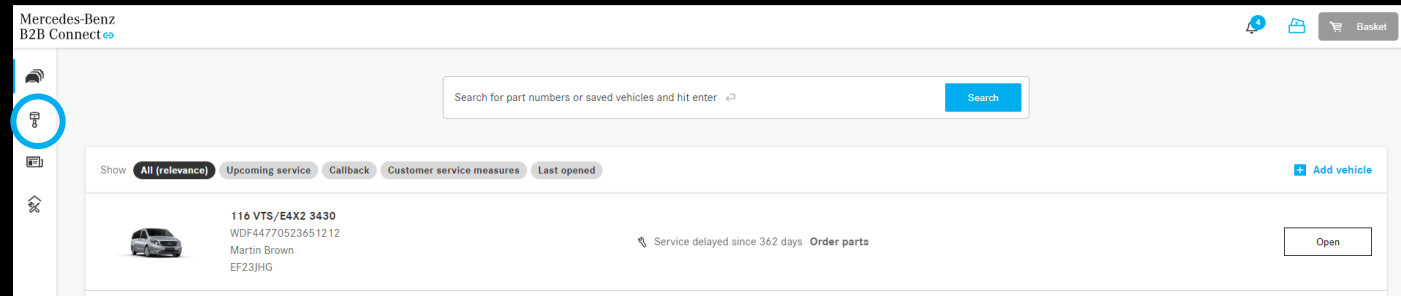 Mercedes-Benz
B2B Connect
4
Basket
Search for part numbers or saved vehicles and hit enter
Search
Show All (relevance) Upcoming service Callback Customer service measures Last opened
Add vehicle
116 VTS/E4X2 3430
WDF44770523651212
Martin Brown
EF23JHG
Service delayed since 362 days Order parts
Open